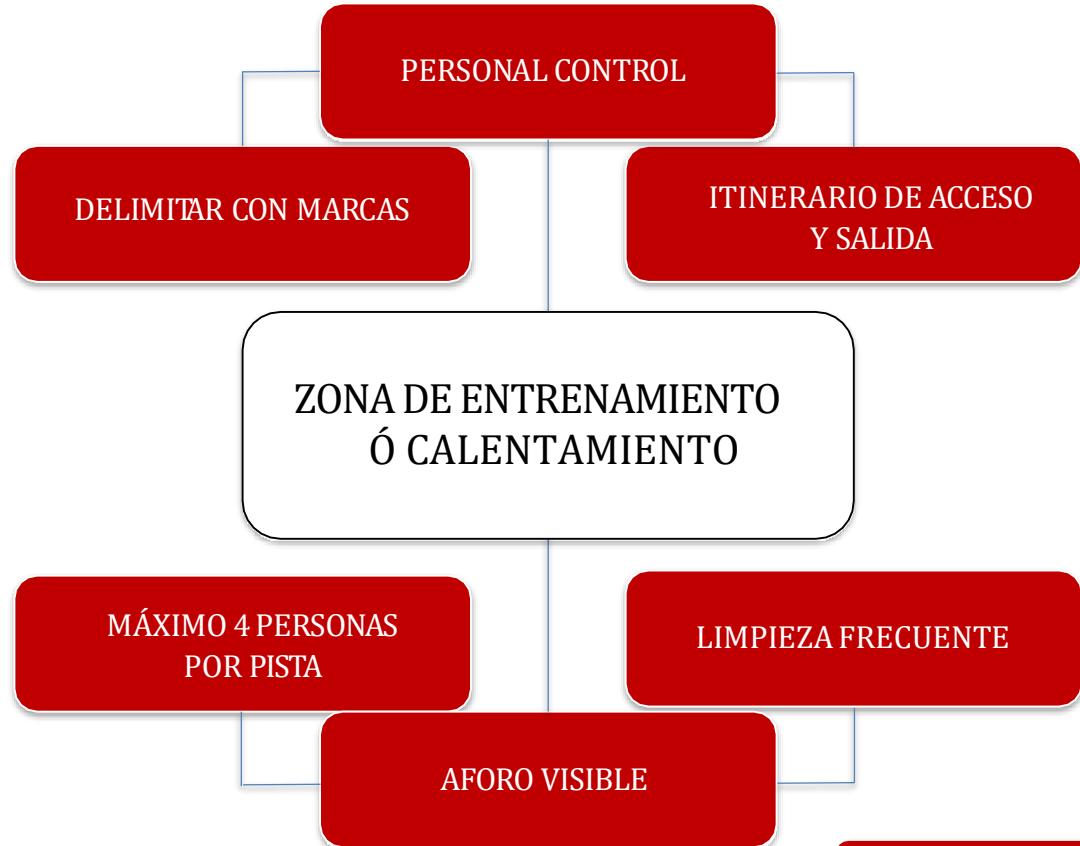 PERSONAL CONTROL
DELIMITAR CON MARCAS
ITINERARIO DE ACCESO
Y SALIDA
ZONA DE ENTRENAMIENTO
Ó CALENTAMIENTO
MÁXIMO 4 PERSONAS
POR PISTA
LIMPIEZA FRECUENTE
AFORO VISIBLE